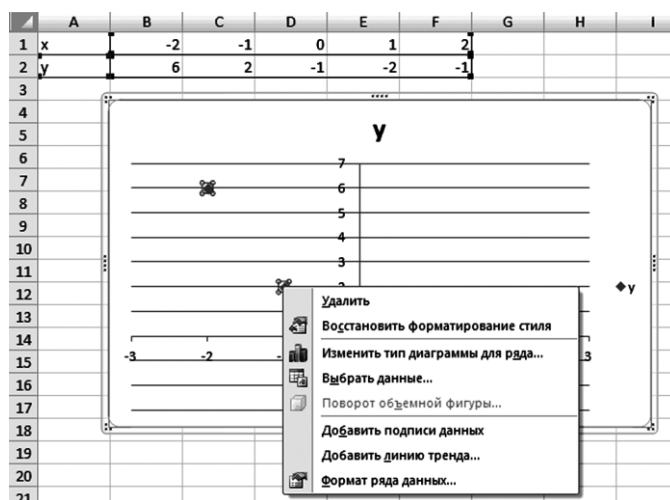 A B C D E F G H I
1 x -2 -1 0 1 2
2 y 6 2 -1 -2 -1
3
4
5 y
6 7
7 6
8 5
9 4
10 3
11
12 y
13
14
15 -3 -2 3
16
17
18
19
20
21
Удалить
Восстановить форматирование стиля
Изменить тип диаграммы для ряда...
Выбрать данные...
Поворот объемной фигуры...
Добавить подписи данных
Добавить линию тренда...
Формат ряда данных...